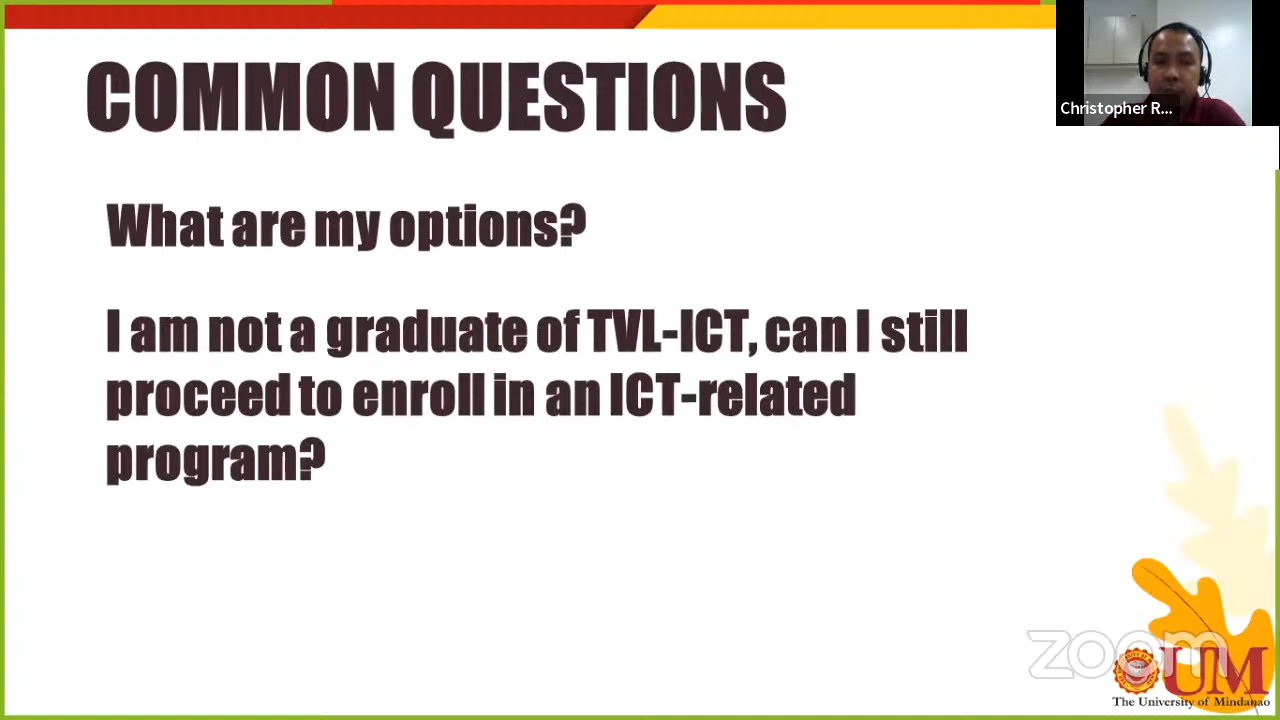 COMMON QUESTIONS
Christopher R...
What are my options?
I am not a graduate of TVL-ICT, can I still
proceed to enroll in an ICT-related
program?
zoom
UM
The University of Mindanao